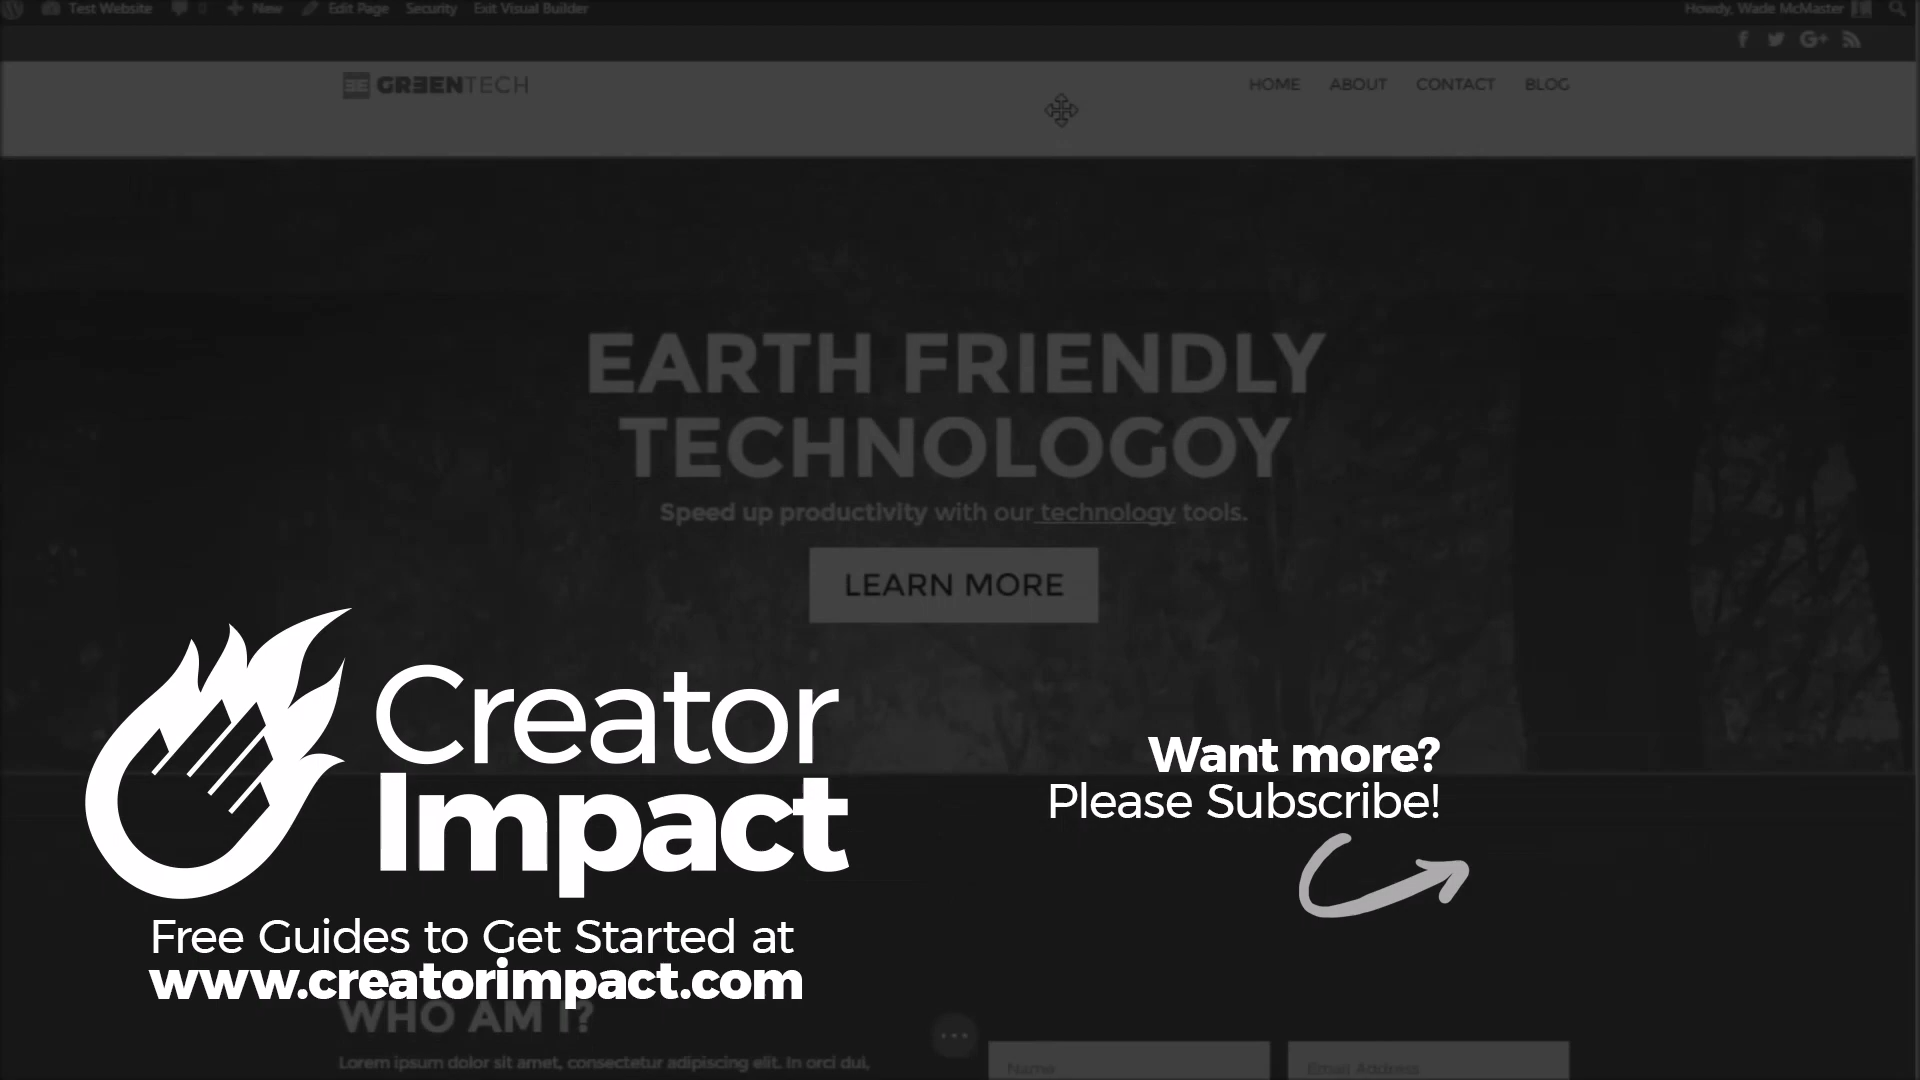 Test Website 0 New Edit Page Security Exit Visual Builder Howdy, Wade McMaster
GREENTECH HOME ABOUT CONTACT BLOG
EARTH FRIENDLY
TECHNOLOGOY
Speed up productivity with our technology tools.
LEARN MORE
Creator
Impact
Want more?
Please Subscribe!
Free Guides to Get Started at
www.creatorimpact.com
WHO AM I?
Lorem ipsum dolor sit amet, consectetur adipiscing elit. In orci dui,
Name Email Address